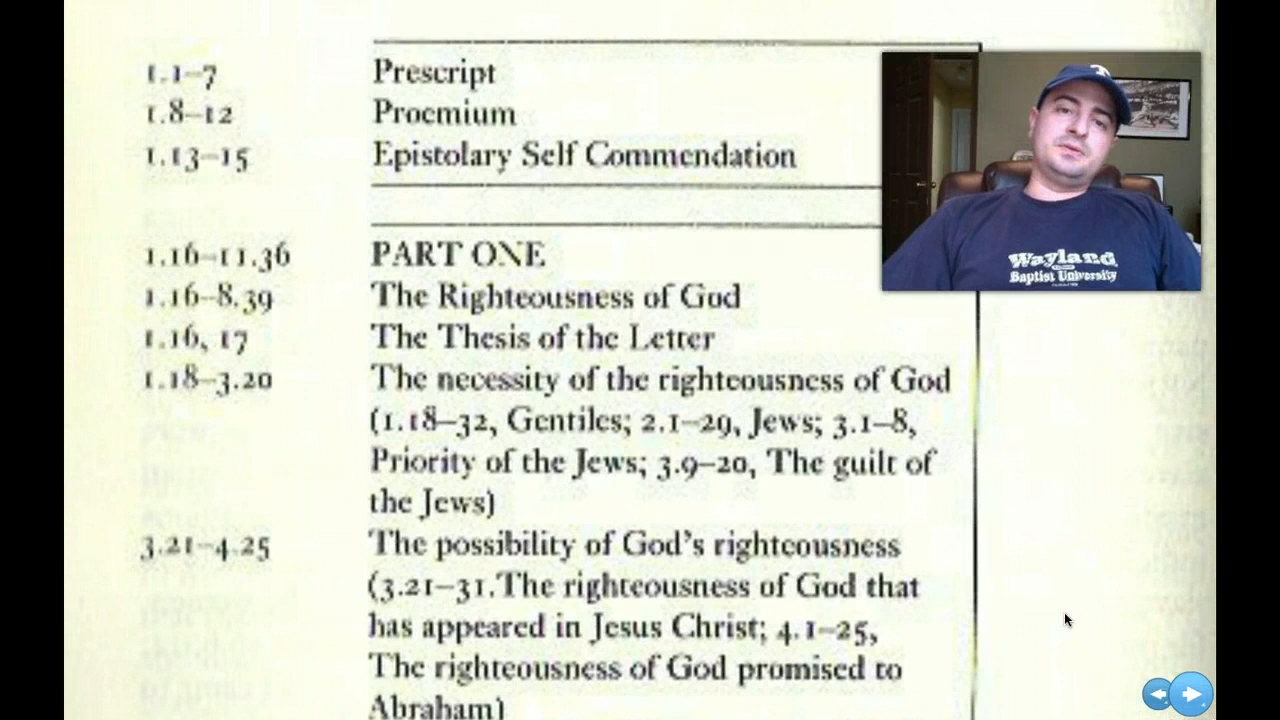 1.1–7 Prescript
1.8–12 Proemium
1.13–15 Epistolary Self Commendation
1.16–11.36 PART ONE
1.16–8.39 The Righteousness of God
1.16, 17 The Thesis of the Letter
1.18–3.20 The necessity of the righteousness of God
(1.18–32, Gentiles; 2.1–29, Jews; 3.1–8,
Priority of the Jews; 3.9–20, The guilt of
the Jews)
3.21–4.25 The possibility of God's righteousness
(3.21–31.The righteousness of God that
has appeared in Jesus Christ; 4.1–25,
The righteousness of God promised to
Abraham)
T
Wayland
Baptist University